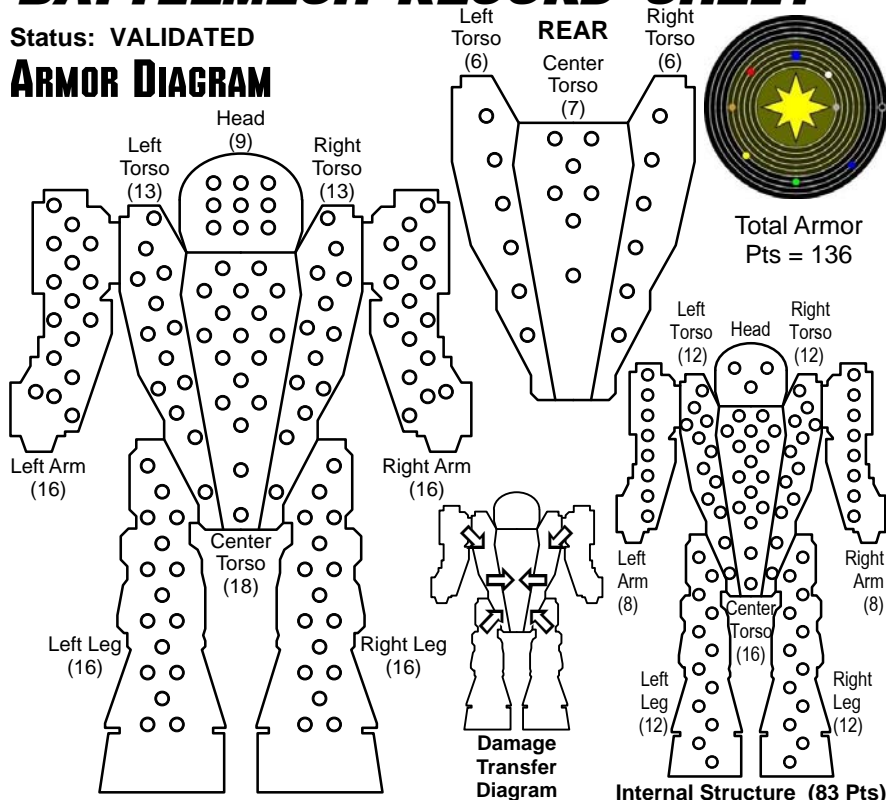 BATTLEMECH RECORD SHEET
Status: VALIDATED
ARMOR DIAGRAM
Head
(9)
Left
Torso
(13)
Right
Torso
(13)
Left Arm
(16)
Right Arm
(16)
Center
Torso
(18)
Left Leg
(16)
Right Leg
(16)
REAR
Left
Torso
(6)
Center
Torso
(7)
Right
Torso
(6)
Total Armor
Pts = 136
Damage
Transfer
Diagram
Left
Torso
(12)
Head
Right
Torso
(12)
Left
Arm
(8)
Right
Arm
(8)
Center
Torso
(16)
Left
Leg
(12)
Right
Leg
(12)
Internal Structure (83 Pts)